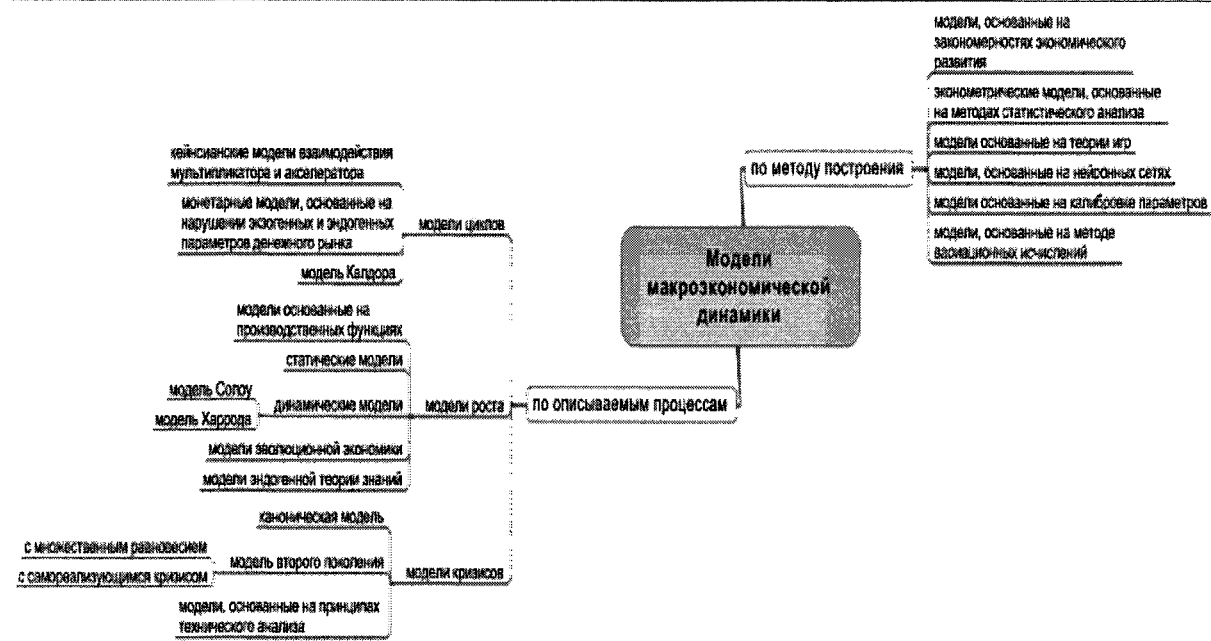 модели, основанные на
закономерностях экономического
развития
эконометрические модели, основанные
на методах статистического анализа
модели основанные на теории игр
модели, основанные на нейронных сетях
модели основанные на калибровке параметров
модели, основанные на методе
вариационных исчислений
по методу построения
Модели
макроэкономической
динамики
по описываемым процессам
модели циклов
кейнсианские модели взаимодействия
мультипликатора и акселератора
монетарные модели, основанные на
нарушении экзогенных и эндогенных
параметров денежного рынка
модель Калдора
модели роста
модели основанные на
производственных функциях
статические модели
динамические модели
модель Солоу
модель Харрода
модели эволюционной экономики
модели эндогенной теории знаний
модели кризисов
каноническая модель
модель второго поколения
с множественным равновесием
с самореализующимся кризисом
модели, основанные на принципах
технического анализа